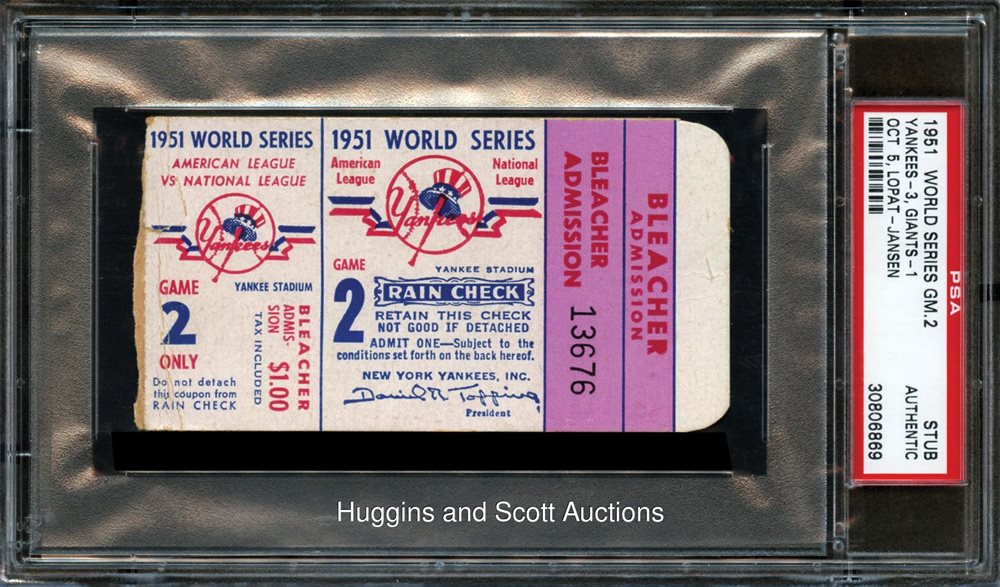 1951 WORLD SERIES
AMERICAN LEAGUE
VS NATIONAL LEAGUE
Yankees
GAME
2
ONLY
YANKEE STADIUM
Do not detach
this coupon from
RAIN CHECK
BLEACHER
ADMIS-
SION $1.00
TAX INCLUDED
1951 WORLD SERIES
American
League
National
League
Yankees
GAME
2
YANKEE STADIUM
RAIN CHECK
RETAIN THIS CHECK
NOT GOOD IF DETACHED
ADMIT ONE—Subject to the
conditions set forth on the back hereof.
NEW YORK YANKEES, INC.
Daniel R. Topping
President
BLEACHER
ADMISSION 13676
BLEACHER
ADMISSION
1951 WORLD SERIES GM.2
YANKEES-3, GIANTS-1
OCT 5, LOPAT-JANSEN
PSA
STUB
AUTHENTIC
30806869
Huggins and Scott Auctions